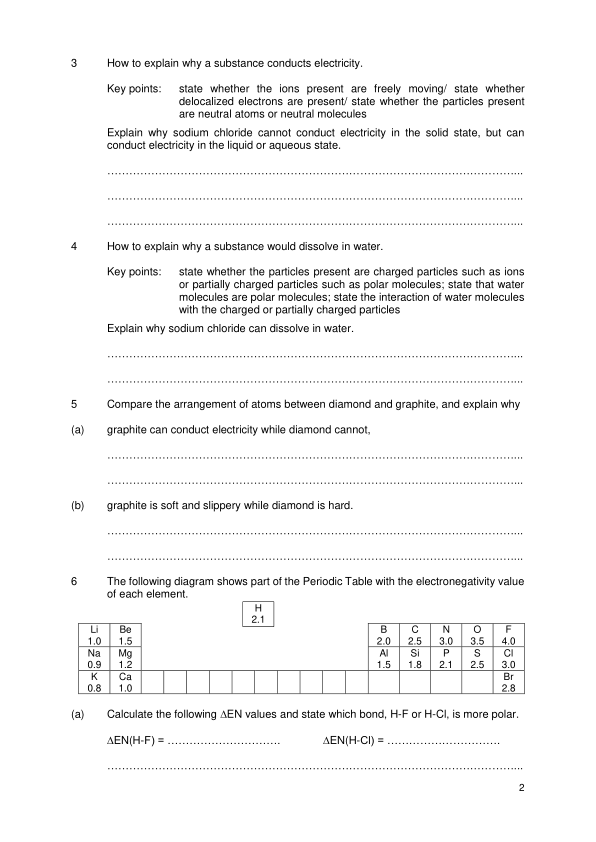 3 How to explain why a substance conducts electricity.
Key points: state whether the ions present are freely moving/ state whether
delocalized electrons are present/ state whether the particles present
are neutral atoms or neutral molecules
Explain why sodium chloride cannot conduct electricity in the solid state, but can
conduct electricity in the liquid or aqueous state.
………………………………………………………………………………………………...
………………………………………………………………………………………………...
………………………………………………………………………………………………...
4 How to explain why a substance would dissolve in water.
Key points: state whether the particles present are charged particles such as ions
or partially charged particles such as polar molecules; state that water
molecules are polar molecules; state the interaction of water molecules
with the charged or partially charged particles
Explain why sodium chloride can dissolve in water.
………………………………………………………………………………………………...
………………………………………………………………………………………………...
5 Compare the arrangement of atoms between diamond and graphite, and explain why
(a) graphite can conduct electricity while diamond cannot,
………………………………………………………………………………………………...
………………………………………………………………………………………………...
(b) graphite is soft and slippery while diamond is hard.
………………………………………………………………………………………………...
………………………………………………………………………………………………...
6 The following diagram shows part of the Periodic Table with the electronegativity value
of each element.
H
2.1
Li Be B C N O F
1.0 1.5 2.0 2.5 3.0 3.5 4.0
Na Mg Al Si P S Cl
0.9 1.2 1.5 1.8 2.1 2.5 3.0
K Ca Br
0.8 1.0 2.8
(a) Calculate the following ΔEN values and state which bond, H-F or H-Cl, is more polar.
ΔEN(H-F) = …………………………. ΔEN(H-Cl) = ………………………….
………………………………………………………………………………………………...
2